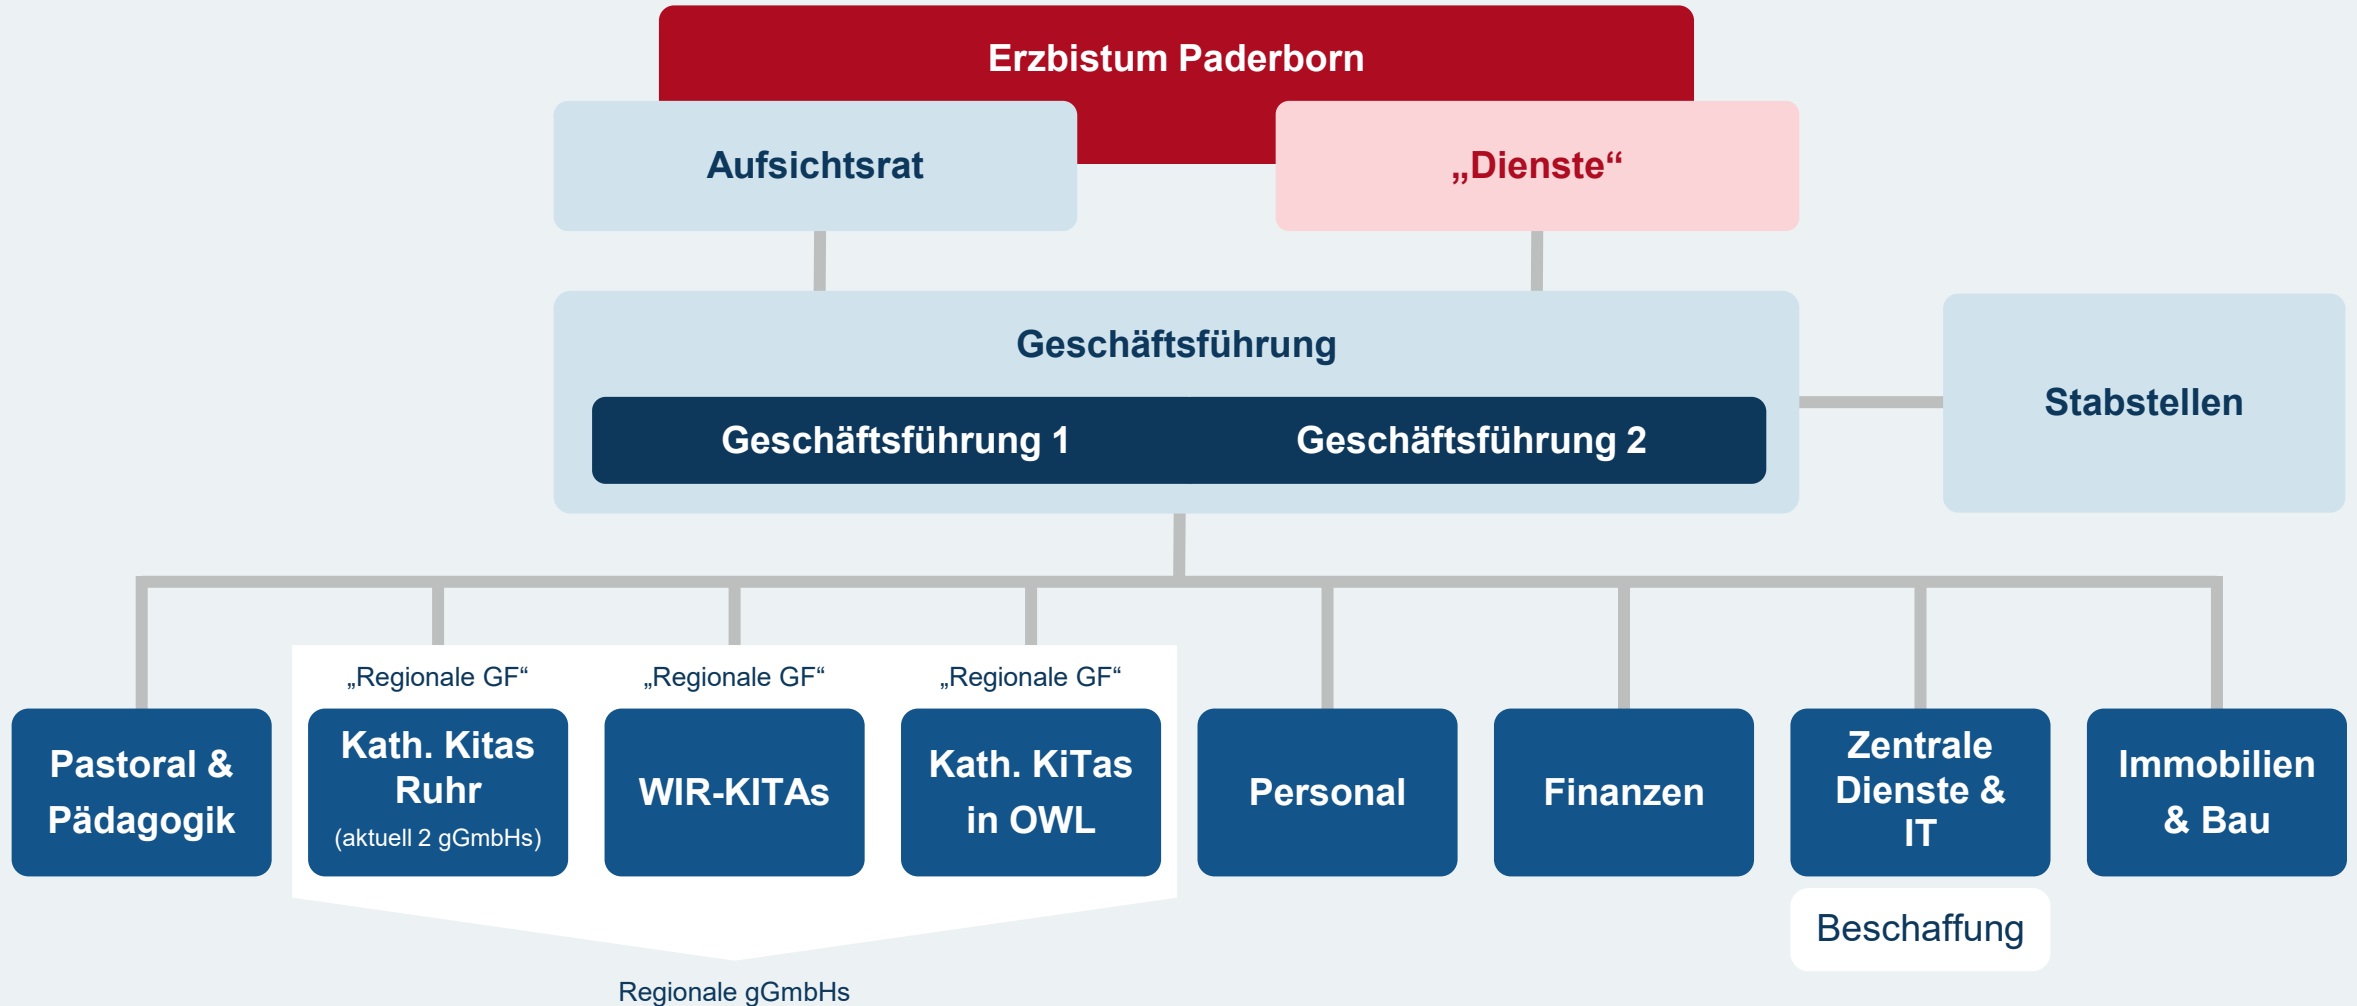 Erzbistum Paderborn
Aufsichtsrat
„Dienste“
Geschäftsführung
Geschäftsführung 1
Geschäftsführung 2
Stabstellen
Pastoral &
Pädagogik
„Regionale GF“
Kath. Kitas
Ruhr
(aktuell 2 gGmbHs)
„Regionale GF“
WIR-KITAs
„Regionale GF“
Kath. KiTas
in OWL
Personal
Finanzen
Zentrale
Dienste &
IT
Immobilien
& Bau
Beschaffung
Regionale gGmbHs